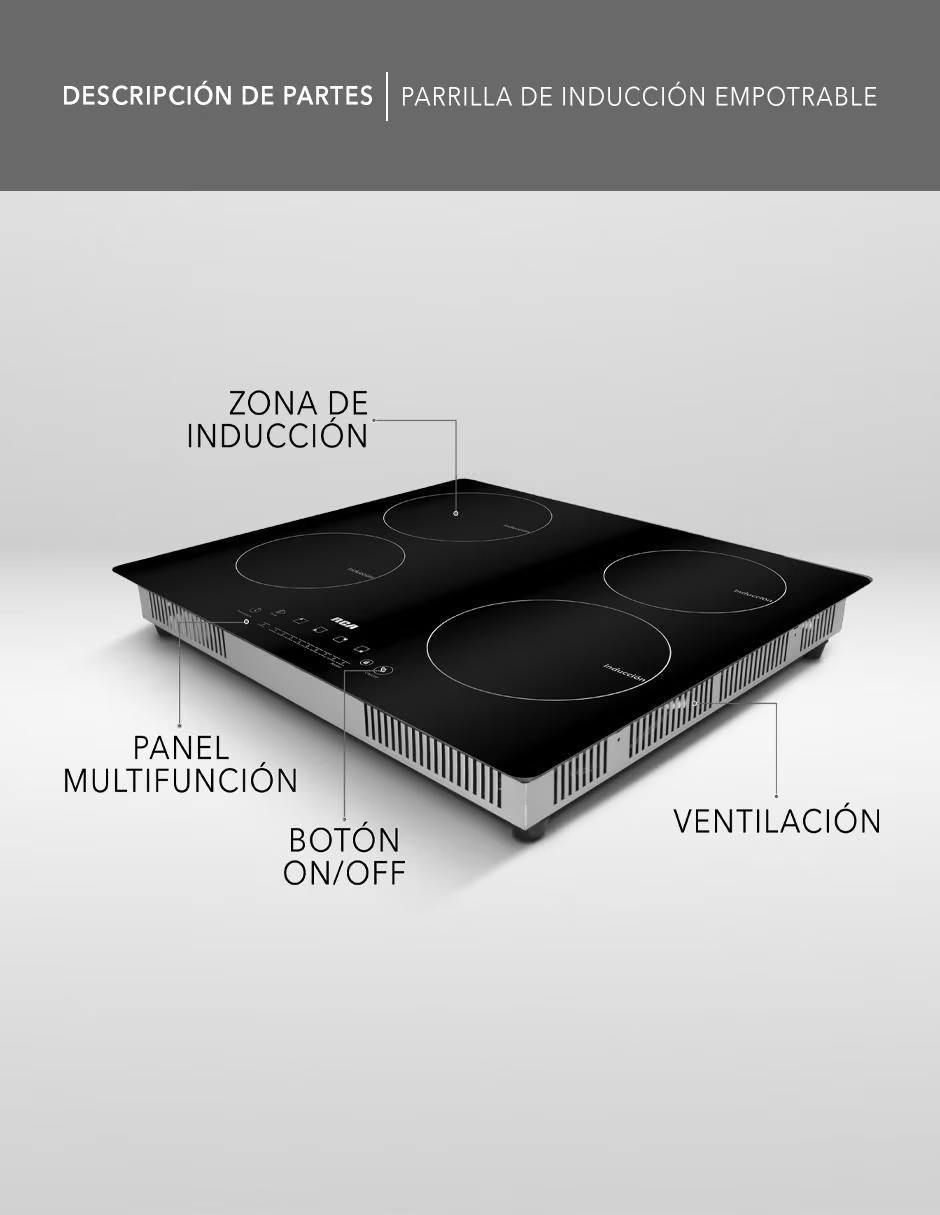 DESCRIPCIÓN DE PARTES | PARRILLA DE INDUCCIÓN EMPOTRABLE
ZONA DE
INDUCCIÓN
Inducción
Inducción
Inducción
Inducción
RCA
PANEL
MULTIFUNCIÓN
BOTÓN
ON/OFF
VENTILACIÓN